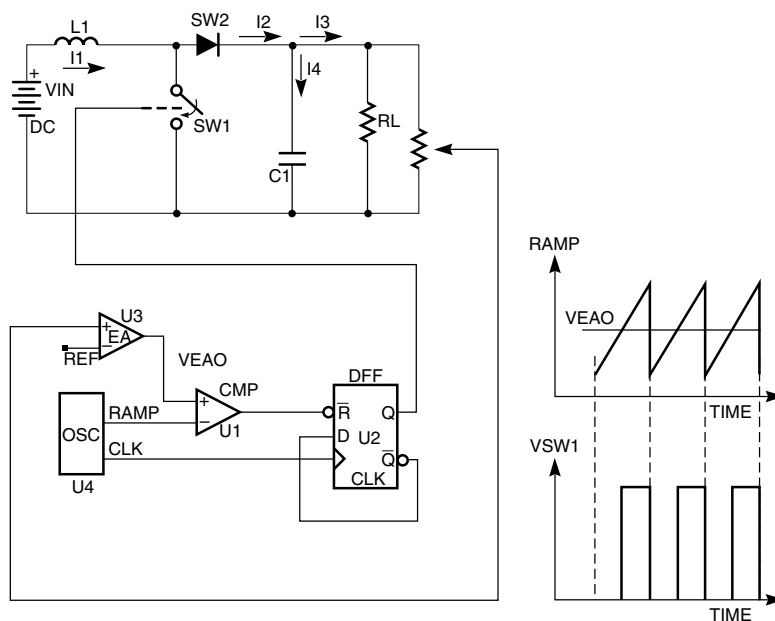 L1
SW2
I2
I3
I1
I4
+
VIN
DC
SW1
RL
C1
RAMP
VEAO
TIME
U3
+
EA
−
REF
VEAO
DFF
CMP
+
−
U1
R
Q
RAMP
OSC
D
U2
CLK
Q
CLK
U4
VSW1
TIME